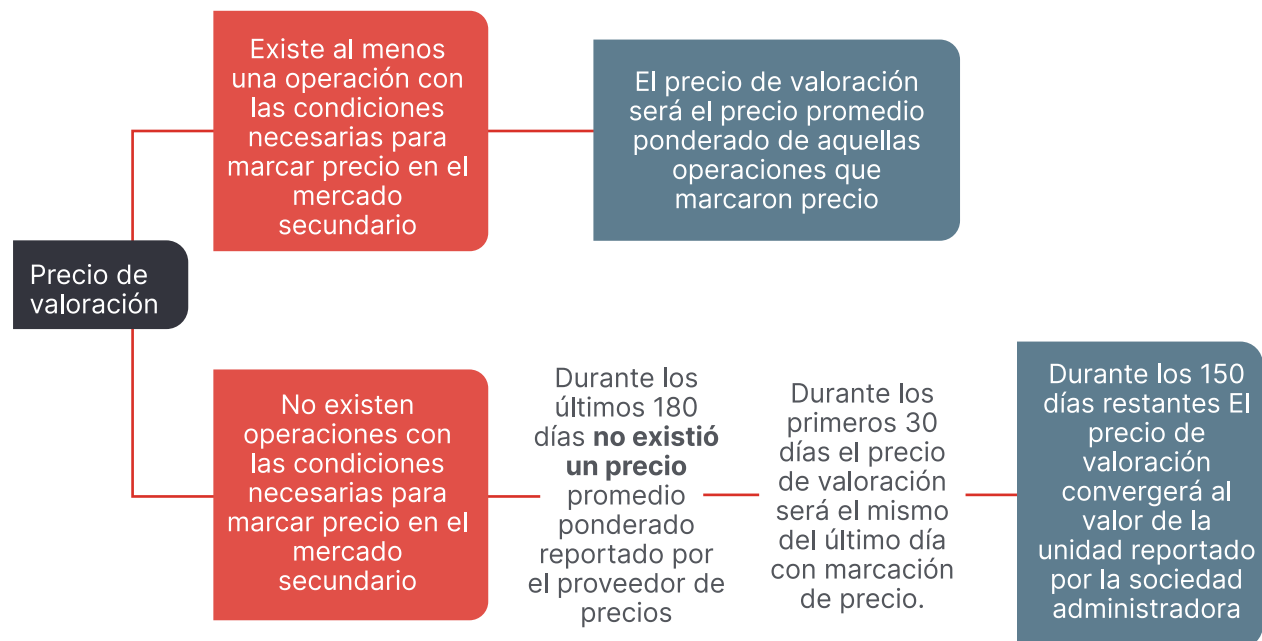 Precio de
valoración
Existe al menos
una operación con
las condiciones
necesarias para
marcar precio en el
mercado
secundario
El precio de valoración
será el precio promedio
ponderado de aquellas
operaciones que
marcaron precio
No existen
operaciones con
las condiciones
necesarias para
marcar precio en el
mercado
secundario
Durante los
últimos 180
días no existió
un precio
promedio
ponderado
reportado por
el proveedor de
precios
Durante los
primeros 30
días el precio
de valoración
será el mismo
del último día
con marcación
de precio.
Durante los 150
días restantes El
precio de
valoración
convergerá al
valor de la
unidad reportado
por la sociedad
administradora